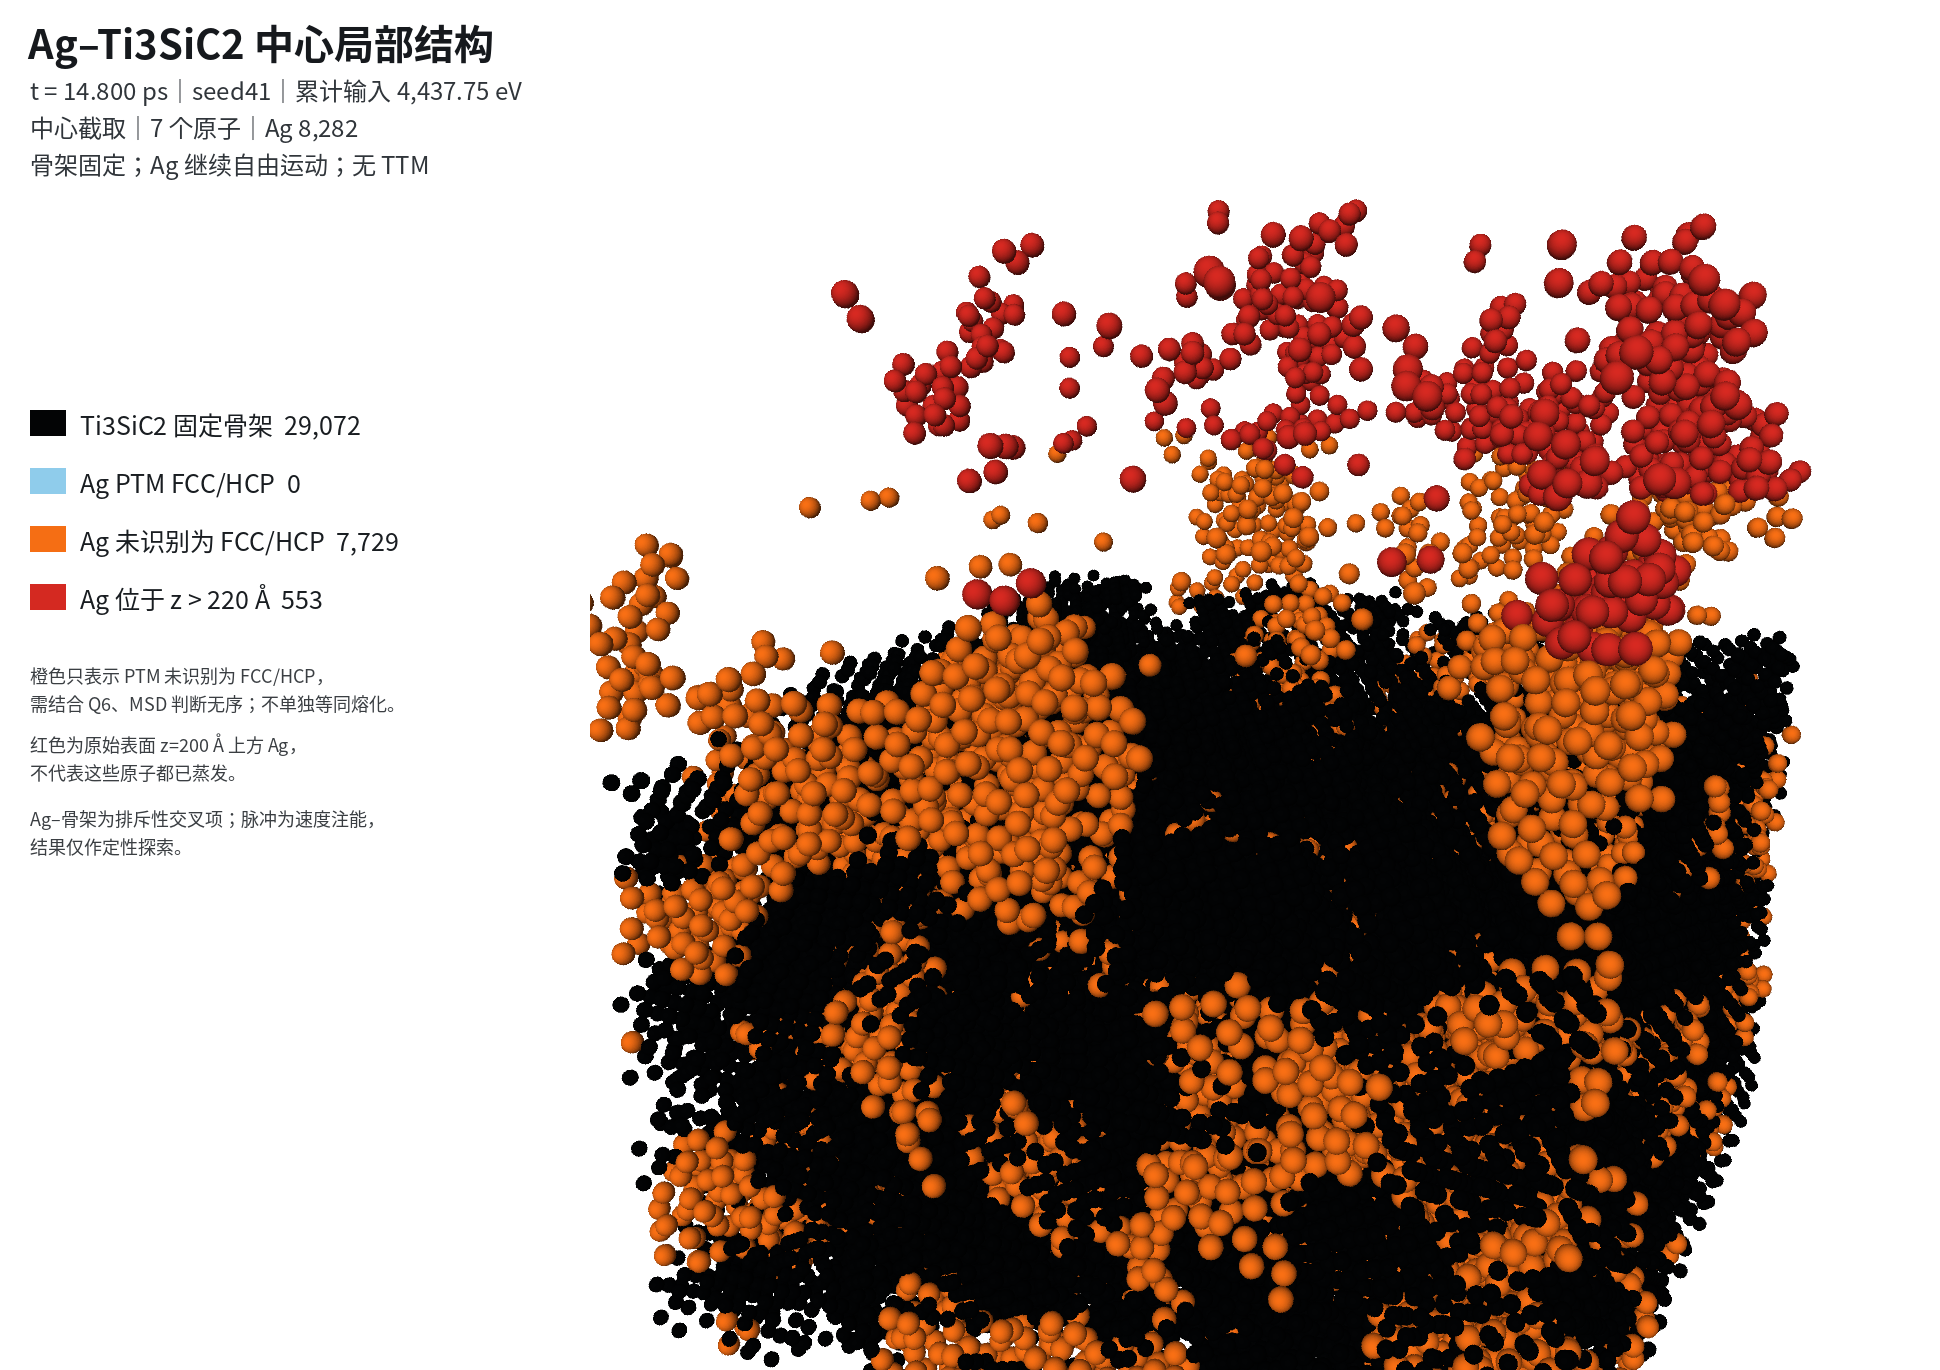 Ag–Ti3SiC2 中心局部结构
t = 14.800 ps｜seed41｜累计输入 4,437.75 eV
中心截取｜7 个原子｜Ag 8,282
骨架固定；Ag 继续自由运动；无 TTM
Ti3SiC2 固定骨架 29,072
Ag PTM FCC/HCP 0
Ag 未识别为 FCC/HCP 7,729
Ag 位于 z > 220 Å 553
橙色只表示 PTM 未识别为 FCC/HCP，
需结合 Q6、MSD 判断无序；不单独等同熔化。
红色为原始表面 z=200 Å 上方 Ag，
不代表这些原子都已蒸发。
Ag–骨架为排斥性交叉项；脉冲为速度注能，
结果仅作定性探索。